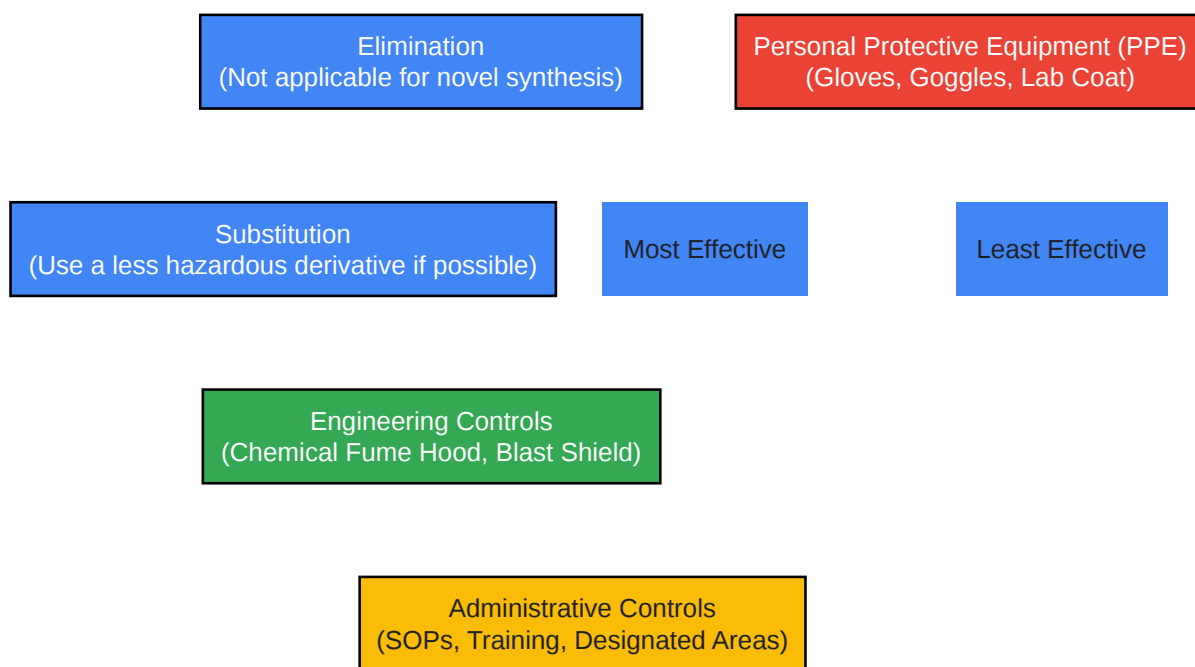 Elimination
(Not applicable for novel synthesis)
Personal Protective Equipment (PPE)
(Gloves, Goggles, Lab Coat)
Substitution
(Use a less hazardous derivative if possible)
Most Effective
Least Effective
Engineering Controls
(Chemical Fume Hood, Blast Shield)
Administrative Controls
(SOPs, Training, Designated Areas)